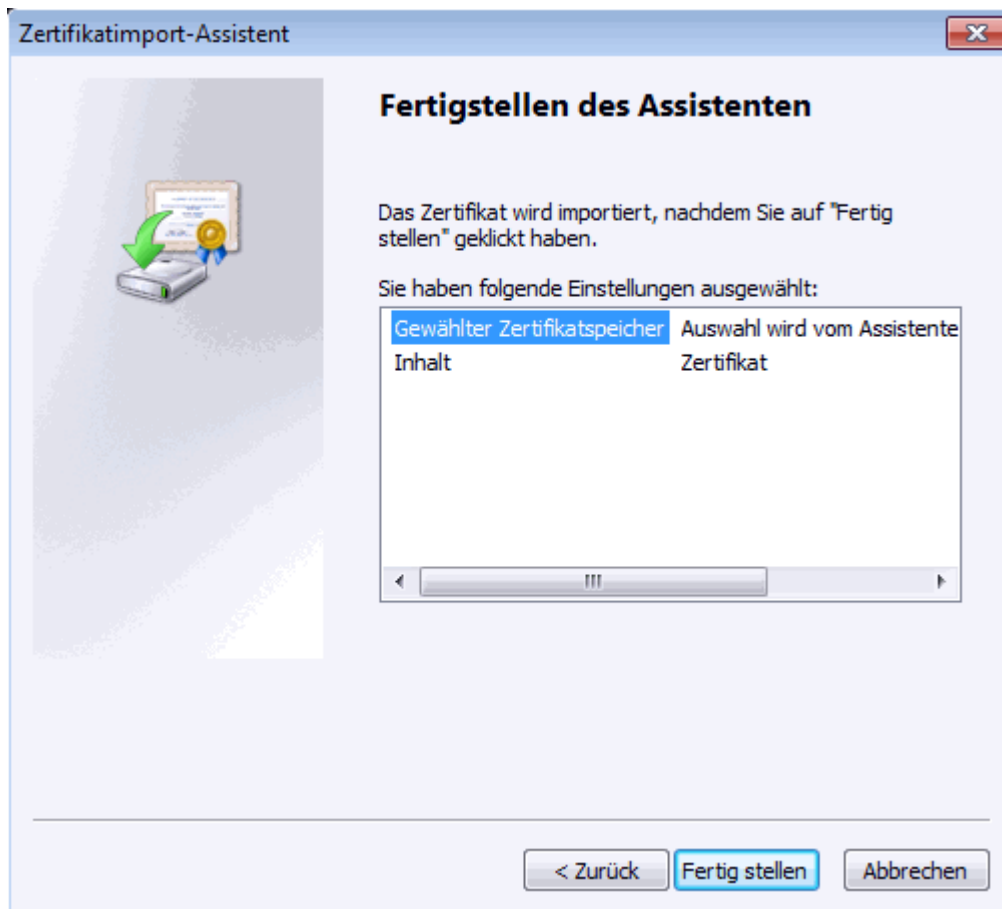 Zertifikatimport-Assistent
Fertigstellen des Assistenten
Das Zertifikat wird importiert, nachdem Sie auf "Fertig
stellen" geklickt haben.
Sie haben folgende Einstellungen ausgewählt:
Gewählter Zertifikatspeicher Auswahl wird vom Assistente
Inhalt Zertifikat
< Zurück Fertig stellen Abbrechen